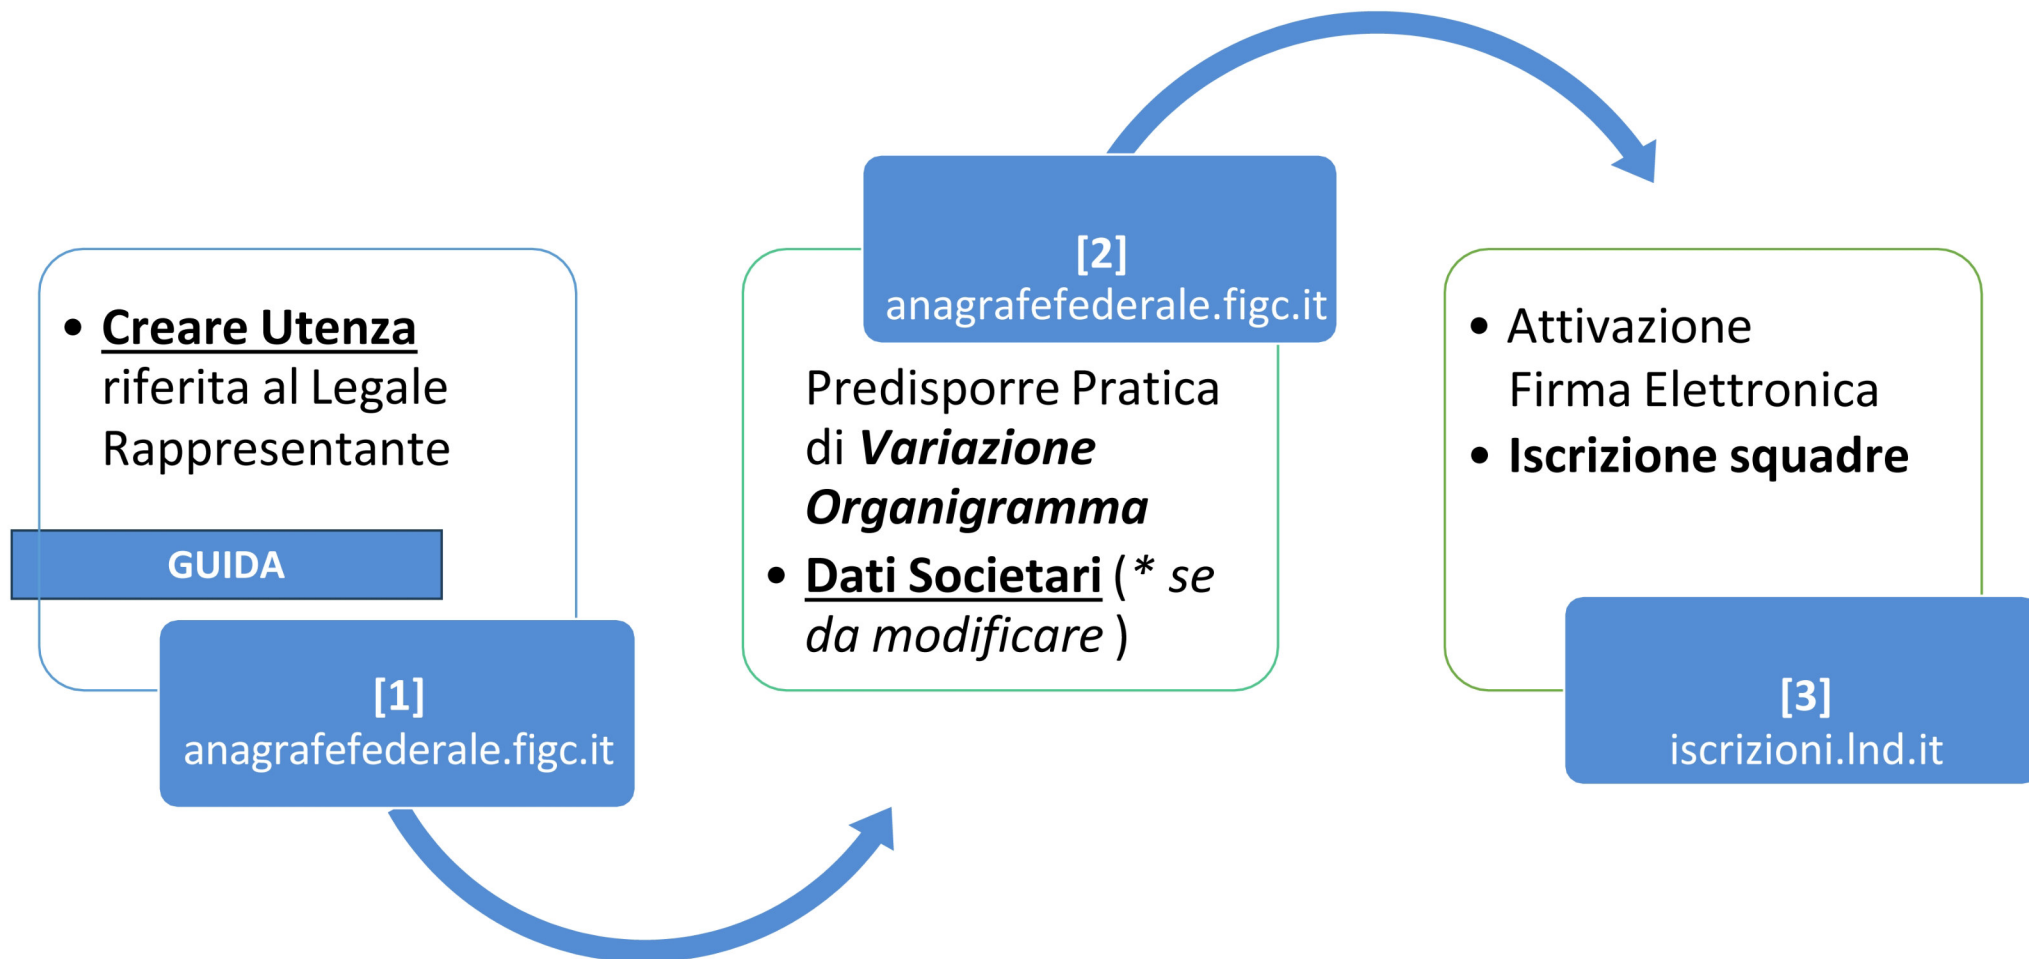 • Creare Utenza
riferita al Legale
Rappresentante
GUIDA
[1]
anagrafefederale.figc.it
[2]
anagrafefederale.figc.it
Predisporre Pratica
di Variazione
Organigramma
• Dati Societari (* se
da modificare )
• Attivazione
Firma Elettronica
• Iscrizione squadre
[3]
iscrizioni.lnd.it